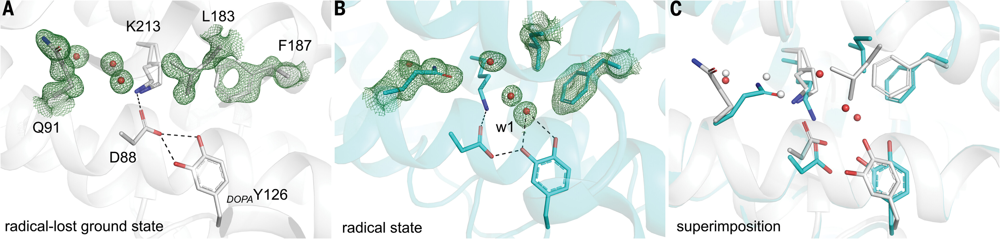 A
K213
L183
F187
Q91
D88
DOPAY126
radical-lost ground state
B
w1
radical state
C
superimposition